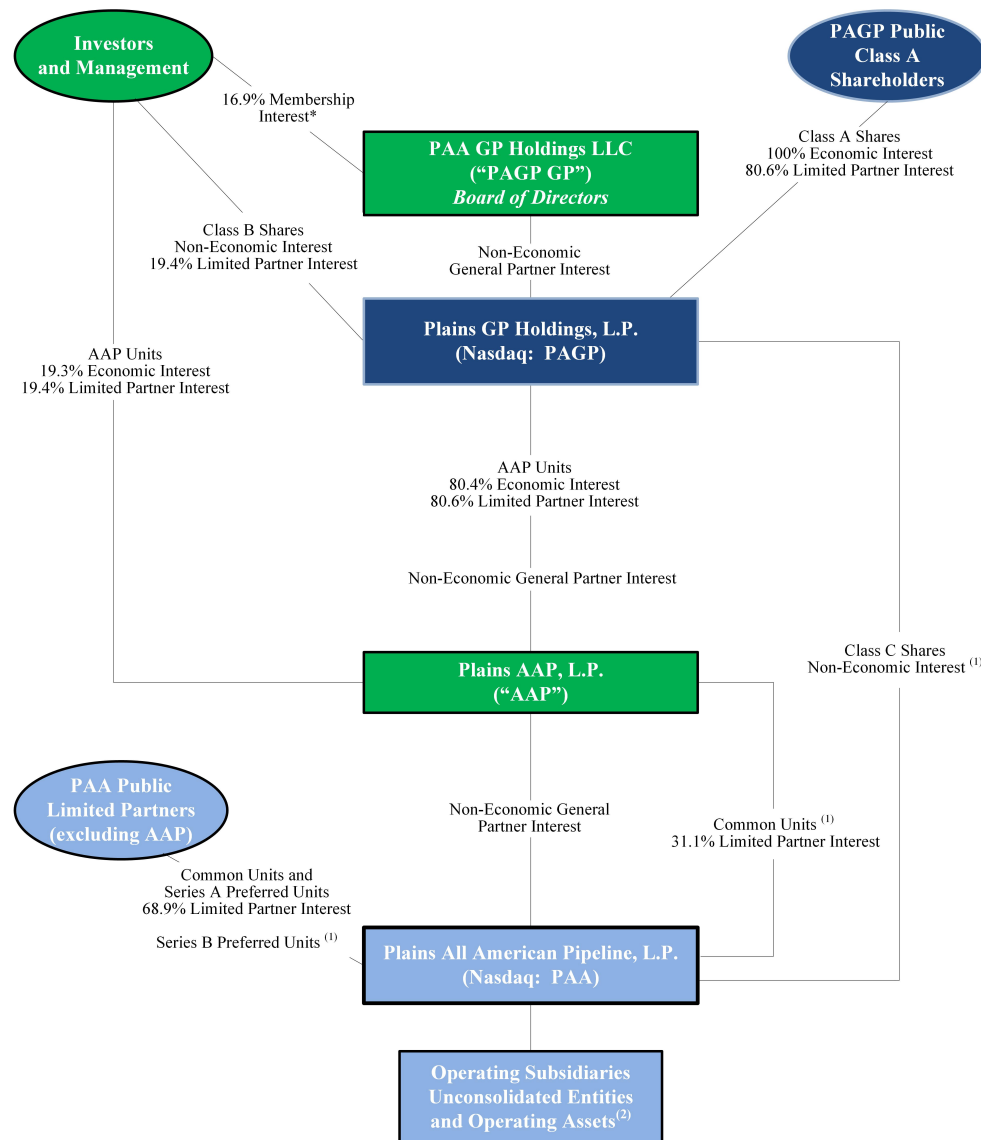 Investors
and Management
PAGP Public
Class A
Shareholders
16.9% Membership
Interest*
PAA GP Holdings LLC
(“PAGP GP”)
Board of Directors
Class A Shares
100% Economic Interest
80.6% Limited Partner Interest
Class B Shares
Non-Economic Interest
19.4% Limited Partner Interest
Non-Economic
General Partner Interest
Plains GP Holdings, L.P.
(Nasdaq:  PAGP)
AAP Units
19.3% Economic Interest
19.4% Limited Partner Interest
AAP Units
80.4% Economic Interest
80.6% Limited Partner Interest
Non-Economic General Partner Interest
Class C Shares
Non-Economic Interest (1)
Plains AAP, L.P.
(“AAP”)
PAA Public
Limited Partners
(excluding AAP)
Non-Economic General
Partner Interest
Common Units (1)
31.1% Limited Partner Interest
Common Units and
Series A Preferred Units
68.9% Limited Partner Interest
Series B Preferred Units (1)
Plains All American Pipeline, L.P.
(Nasdaq:  PAA)
Operating Subsidiaries
Unconsolidated Entities
and Operating Assets(2)